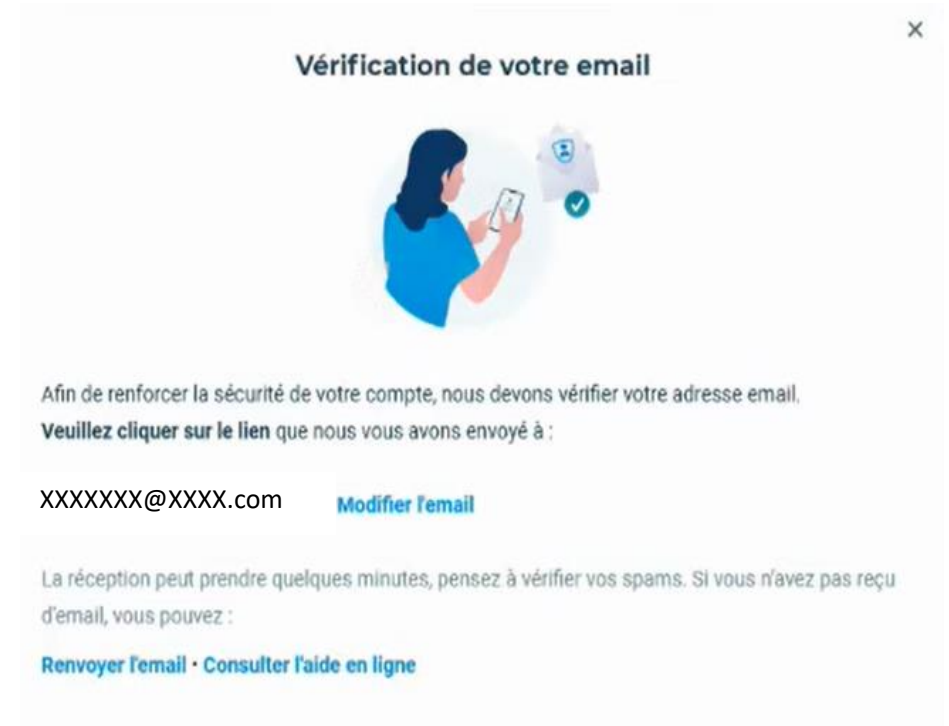 Vérification de votre email
Afin de renforcer la sécurité de votre compte, nous devons vérifier votre adresse email.
Veuillez cliquer sur le lien que nous vous avons envoyé à :
XXXXXXX@XXXX.com Modifier l'email
La réception peut prendre quelques minutes, pensez à vérifier vos spams. Si vous n'avez pas reçu
d'email, vous pouvez :
Renvoyer l'email · Consulter l'aide en ligne